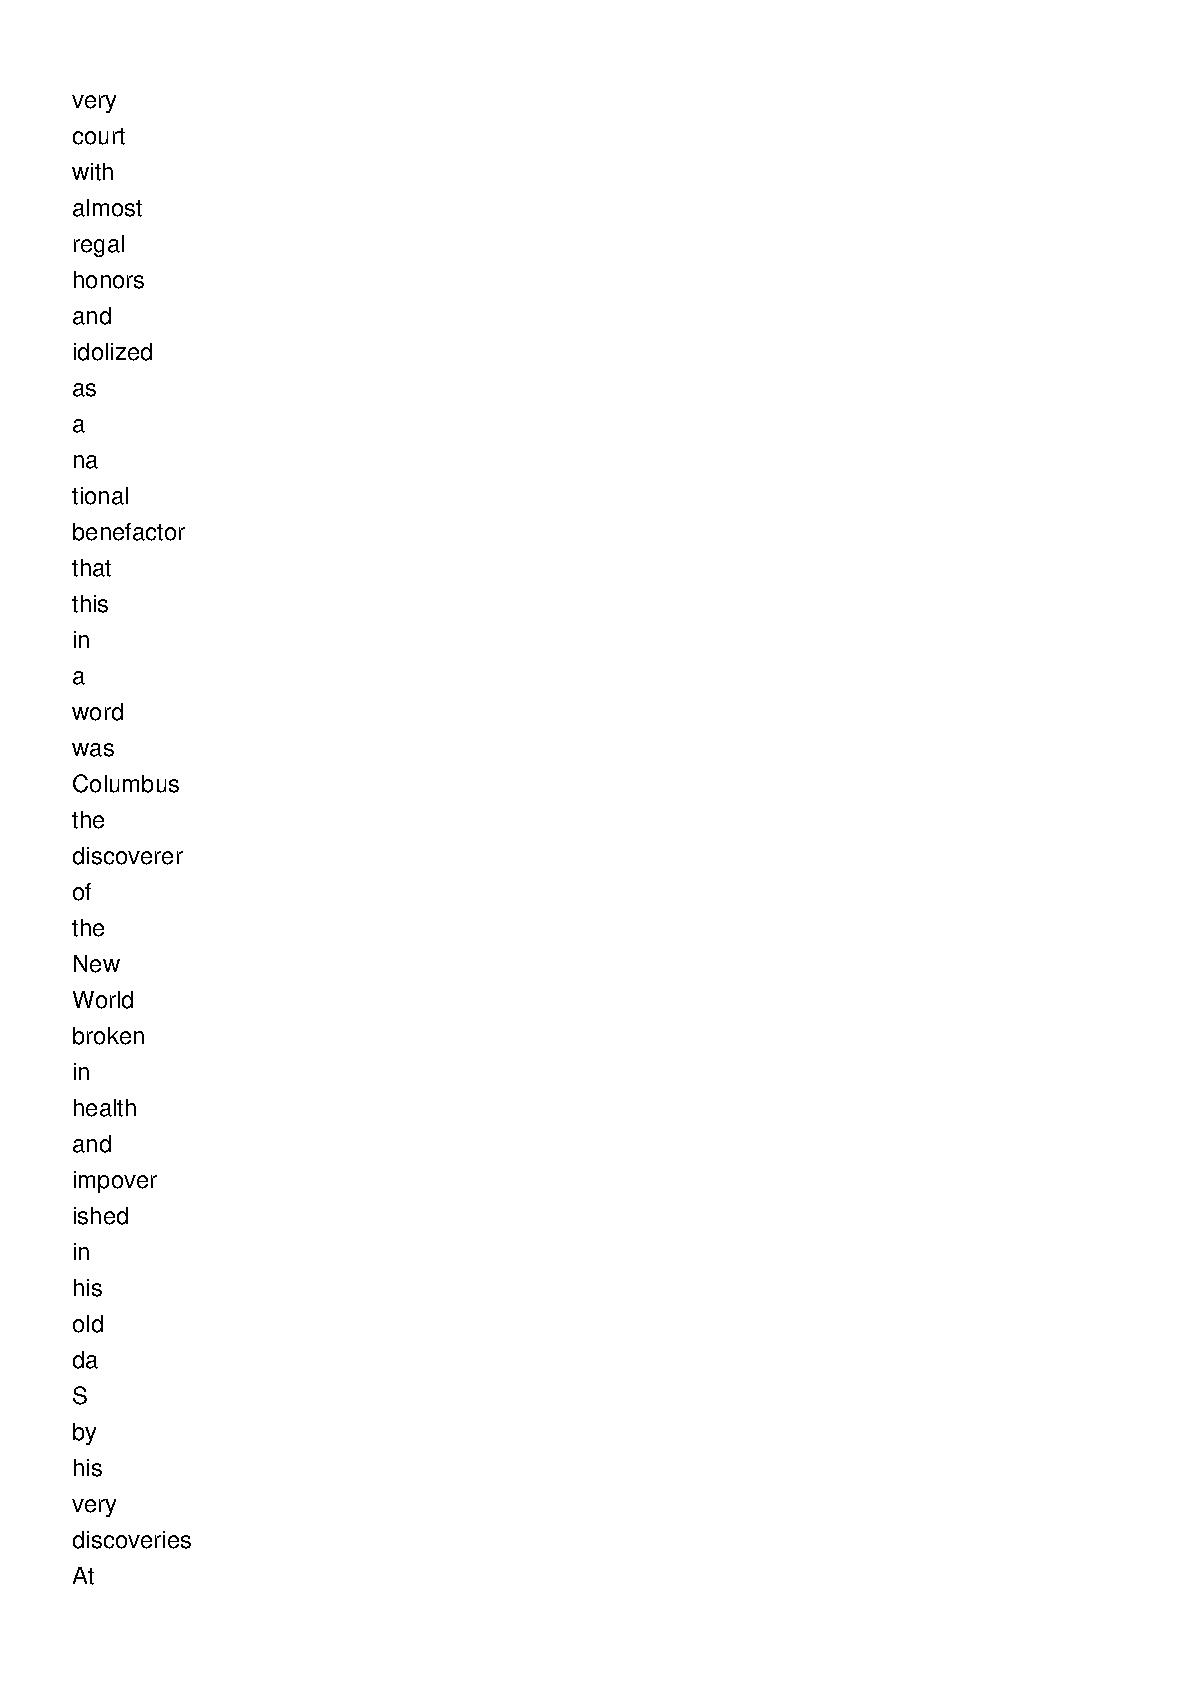 very
court
with
almost
regal
honors
and
idolized
as
a
na
tional
benefactor
that
this
in
a
word
was
Columbus
the
discoverer
of
the
New
World
broken
in
health
and
impover
ished
in
his
old
da
S
by
his
very
discoveries
At